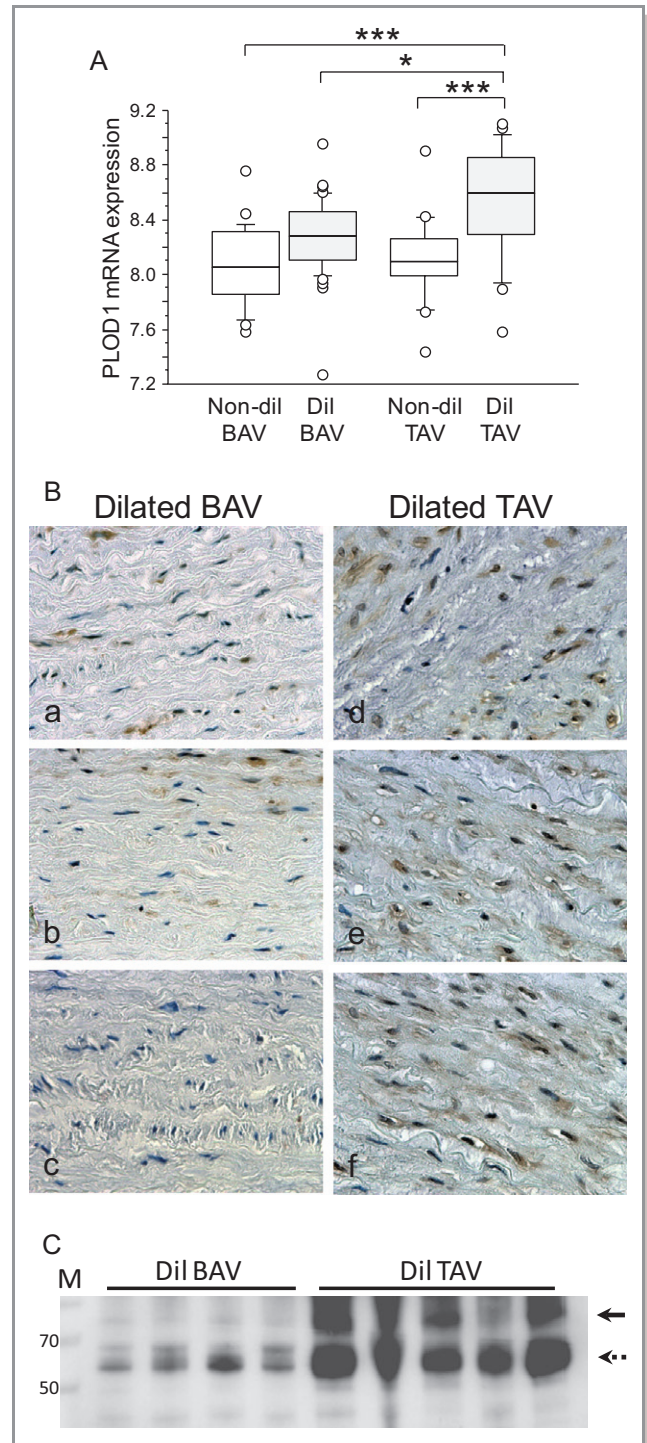 A
***
*
***
PLOD1 mRNA expression
9.2
8.8
8.4
8.0
7.6
7.2
Non-dil BAV
Dil BAV
Non-dil TAV
Dil TAV
B
Dilated BAV
Dilated TAV
a
d
b
e
c
f
C
M
Dil BAV
Dil TAV
70
50